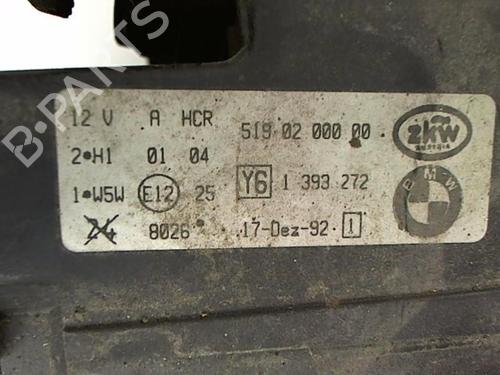 12 V A HCR 519 02 000 00
2•H1 01 04
1•W5W E12 25 Y6 1 393 272
24 8026 17-Dez-92 1
zkw
AUSTRIA
BMW
B-PARTS